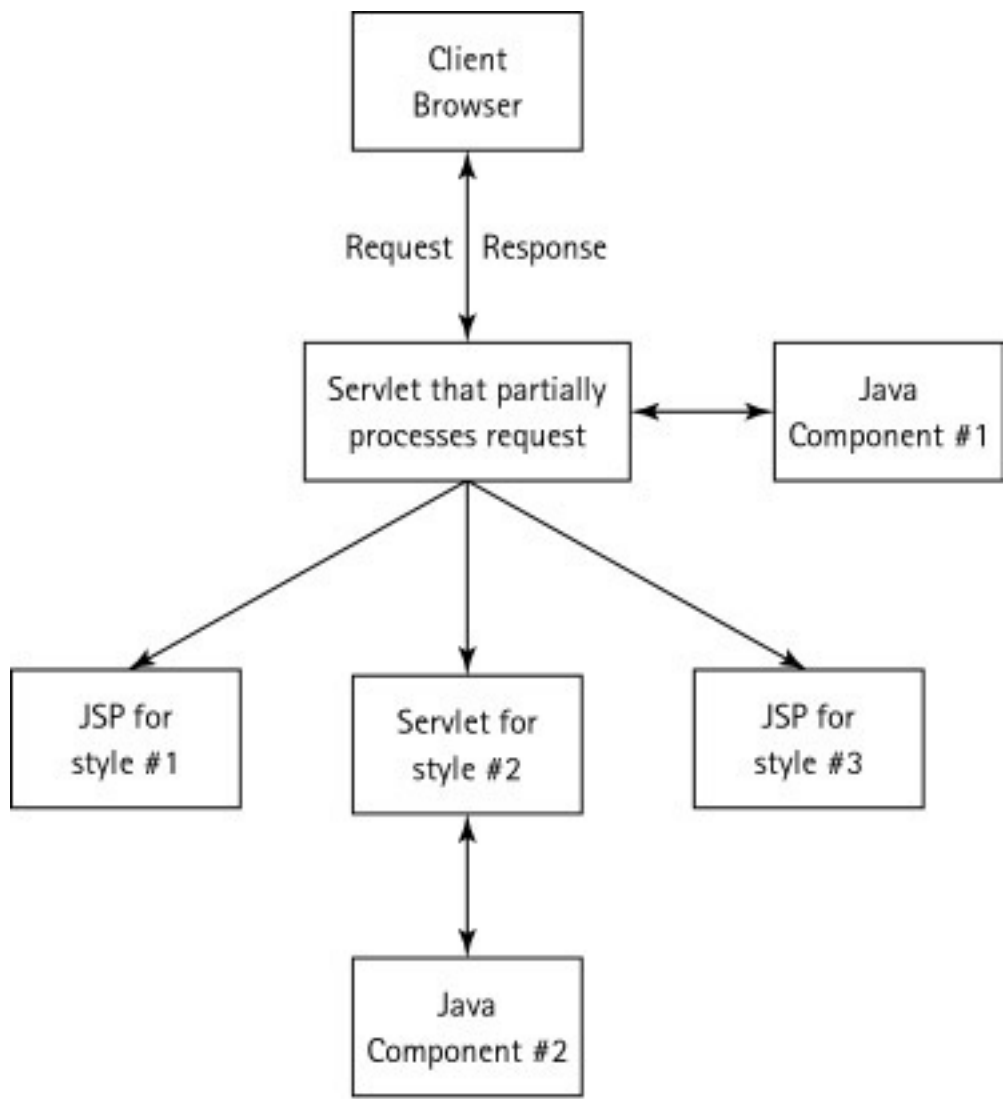 Client
Browser
Request Response
Servlet that partially
processes request
Java
Component #1
JSP for
style #1
Servlet for
style #2
JSP for
style #3
Java
Component #2